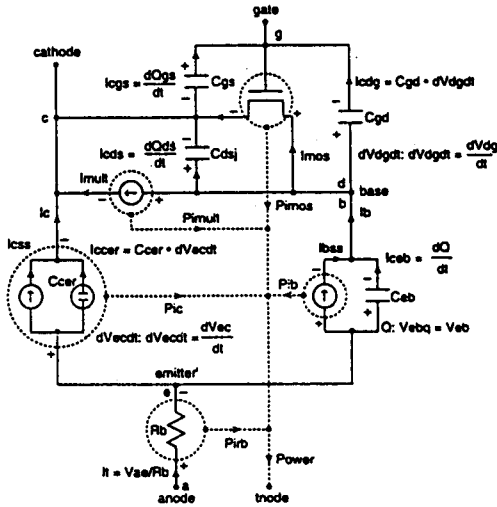 gate
g
cathode
Icgs = dQgs/dt
Cgs
Icdg = Cgd • dVdgdt
Cgd
c
Icds = dQds/dt
Cdsj
Imos
dVdgdt: dVdgdt = dVdg/dt
Imult
d
base
b
Ic
Pimult
Pimos
Ib
Icss
Iccer = Ccer • dVecdt
Ibss
Iceb = dQ/dt
Ccer
Pic
Pib
Ceb
dVecdt: dVecdt = dVec/dt
Q: Vebq = Veb
emitter'
e
Rb
Pirb
It = Vae/Rb
Power
a
anode
tnode